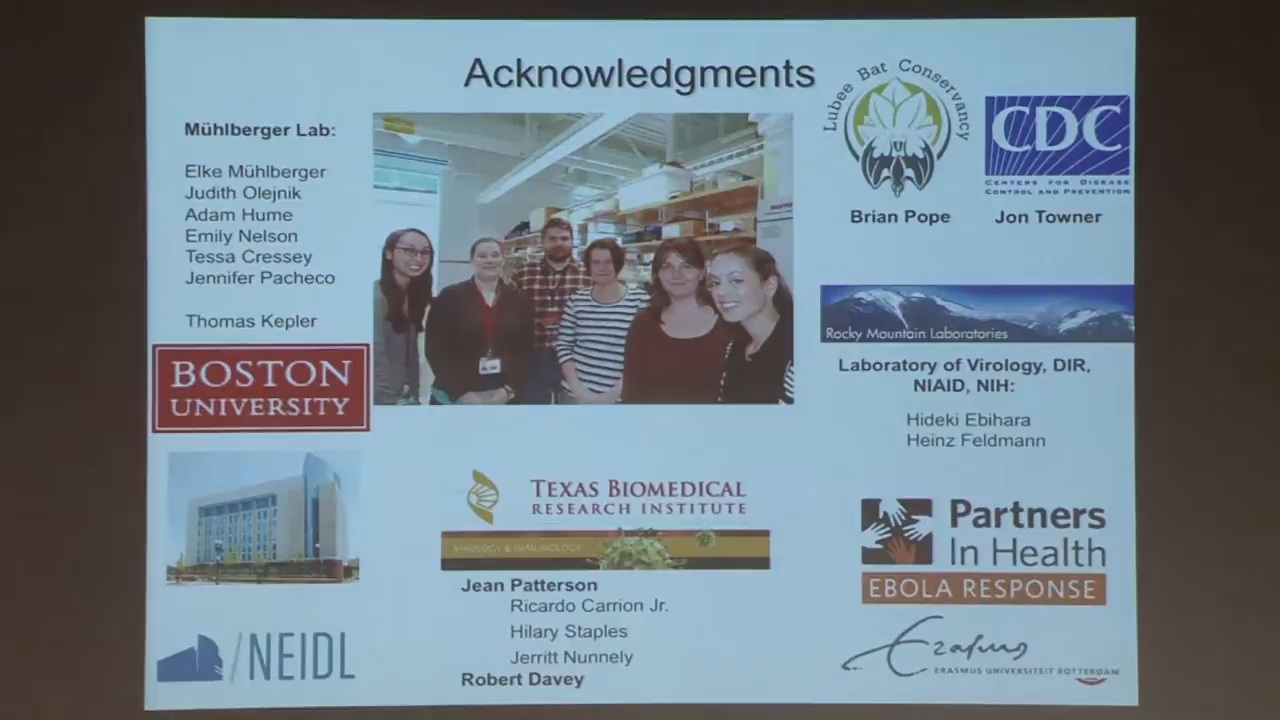 Acknowledgments
Mühlberger Lab:
Elke Mühlberger
Judith Olejnik
Adam Hume
Emily Nelson
Tessa Cressey
Jennifer Pacheco
Thomas Kepler
BOSTON
UNIVERSITY
/NEIDL
TEXAS BIOMEDICAL
RESEARCH INSTITUTE
VIROLOGY & IMMUNOLOGY
Jean Patterson
Ricardo Carrion Jr.
Hilary Staples
Jerritt Nunnely
Robert Davey
Lubee Bat Conservancy
Brian Pope
CDC
CENTERS FOR DISEASE
CONTROL AND PREVENTION
Jon Towner
Rocky Mountain Laboratories
Laboratory of Virology, DIR,
NIAID, NIH:
Hideki Ebihara
Heinz Feldmann
Partners
In Health
EBOLA RESPONSE
Erasmus
ERASMUS UNIVERSITEIT ROTTERDAM